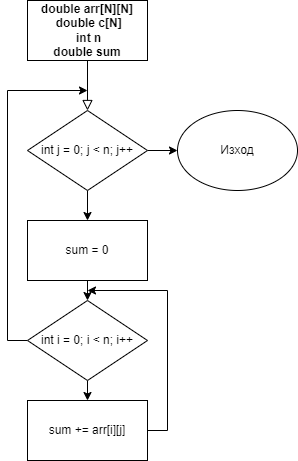 double arr[N][N]
double c[N]
int n
double sum
int j = 0; j < n; j++
Изход
sum = 0
int i = 0; i < n; i++
sum += arr[i][j]